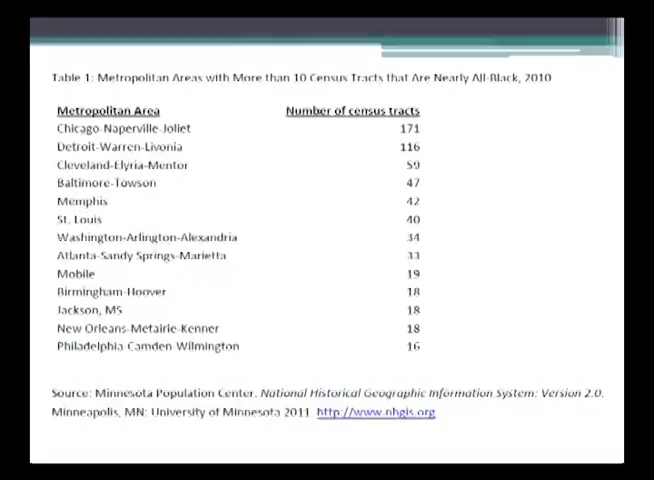 Table 1: Metropolitan Areas with More than 10 Census Tracts that Are Nearly All-Black, 2010
Metropolitan Area Number of census tracts
Chicago-Naperville-Joliet 171
Detroit-Warren-Livonia 116
Cleveland-Elyria-Mentor 59
Baltimore-Towson 47
Memphis 42
St. Louis 40
Washington-Arlington-Alexandria 34
Atlanta-Sandy Springs-Marietta 33
Mobile 19
Birmingham-Hoover 18
Jackson, MS 18
New Orleans-Metairie-Kenner 18
Philadelphia-Camden-Wilmington 16
Source: Minnesota Population Center. National Historical Geographic Information System: Version 2.0.
Minneapolis, MN: University of Minnesota 2011 http://www.nhgis.org